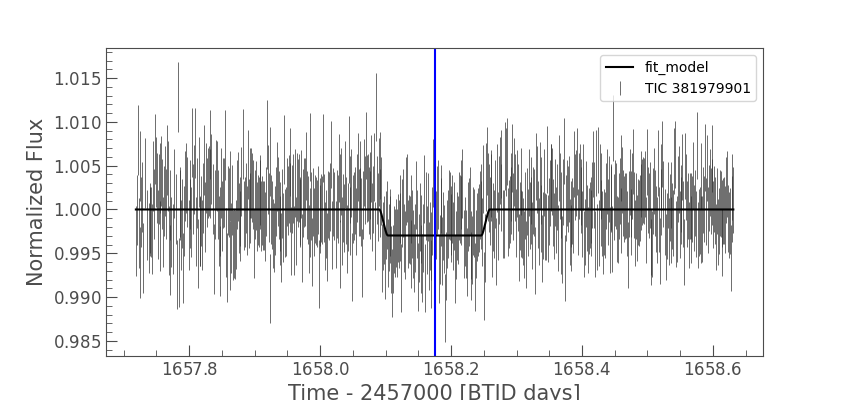 fit_model
TIC 381979901
1.015
1.010
1.005
1.000
0.995
0.990
0.985
Normalized Flux
1657.8 1658.0 1658.2 1658.4 1658.6
Time - 2457000 [BTJD days]